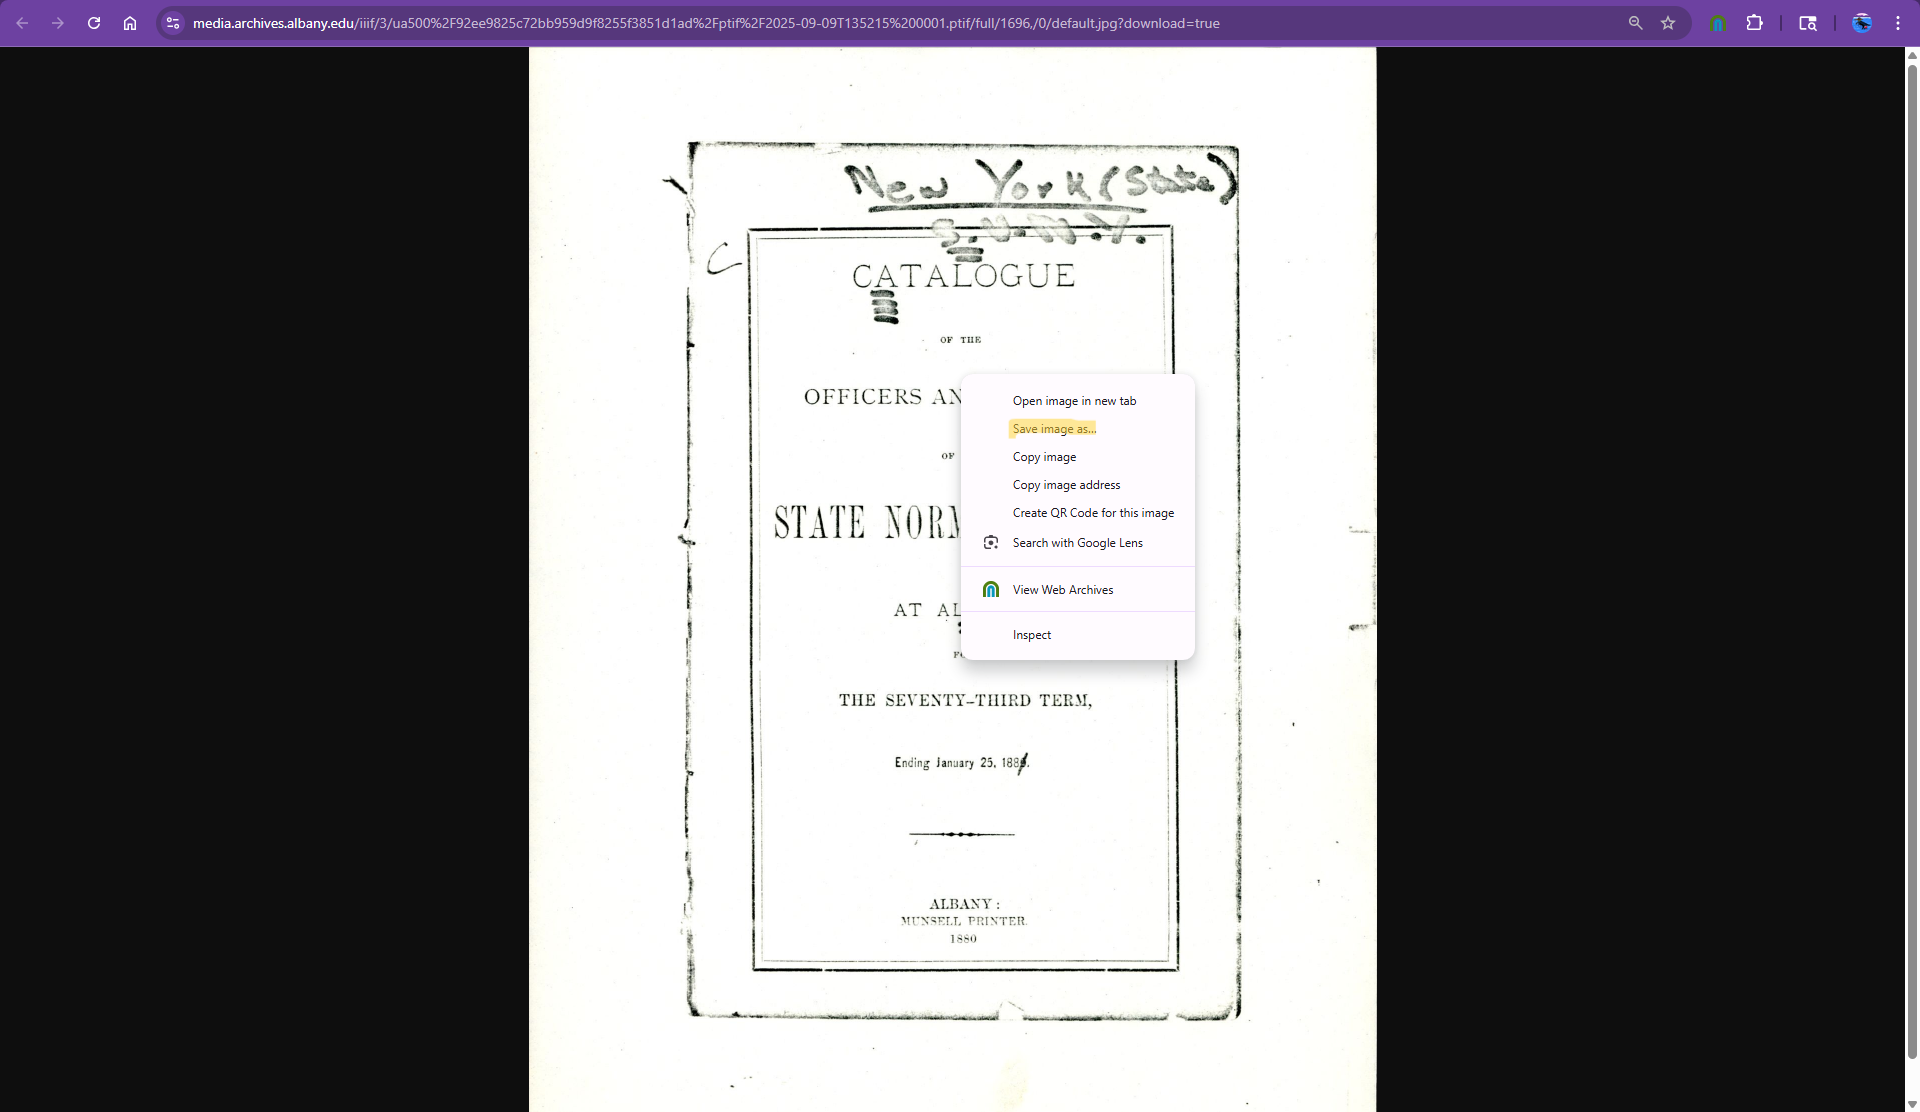 media.archives.albany.edu/iiif/3/ua500%2F92ee9825c72bb959d9f8255f3851d1ad%2Fptif%2F2025-09-09T135215%200001.ptif/full/1696,/0/default.jpg?download=true
New York (State)
S.U.N.Y.
C
CATALOGUE
OF THE
OFFICERS AN
OF
STATE NORM
AT AL
FO
THE SEVENTY-THIRD TERM,
Ending January 25, 188
ALBANY:
MUNSELL PRINTER.
1880
Open image in new tab
Save image as...
Copy image
Copy image address
Create QR Code for this image
Search with Google Lens
View Web Archives
Inspect